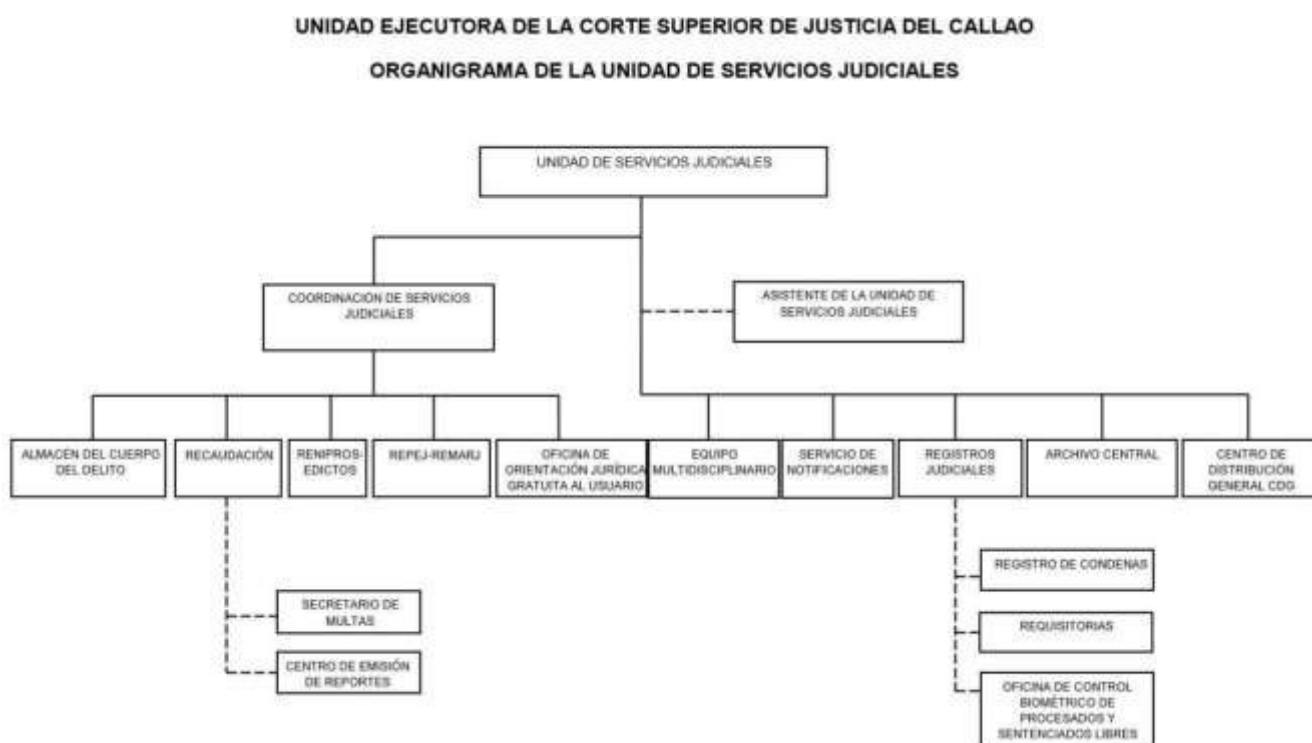 UNIDAD EJECUTORA DE LA CORTE SUPERIOR DE JUSTICIA DEL CALLAO
ORGANIGRAMA DE LA UNIDAD DE SERVICIOS JUDICIALES
UNIDAD DE SERVICIOS JUDICIALES
COORDINACIÓN DE SERVICIOS
JUDICIALES
ASISTENTE DE LA UNIDAD DE
SERVICIOS JUDICIALES
ALMACÉN DEL CUERPO
DEL DELITO
RECAUDACIÓN
RENIPROS-
EDICTOS
REPEJ-REMARJ
OFICINA DE
ORIENTACIÓN JURÍDICA
GRATUITA AL USUARIO
EQUIPO
MULTIDISCIPLINARIO
SERVICIO DE
NOTIFICACIONES
REGISTROS
JUDICIALES
ARCHIVO CENTRAL
CENTRO DE
DISTRIBUCIÓN
GENERAL CDG
SECRETARIO DE
MULTAS
CENTRO DE EMISIÓN
DE REPORTES
REGISTRO DE CONDENAS
REQUISITORIAS
OFICINA DE CONTROL
BIOMÉTRICO DE
PROCESADOS Y
SENTENCIADOS LIBRES